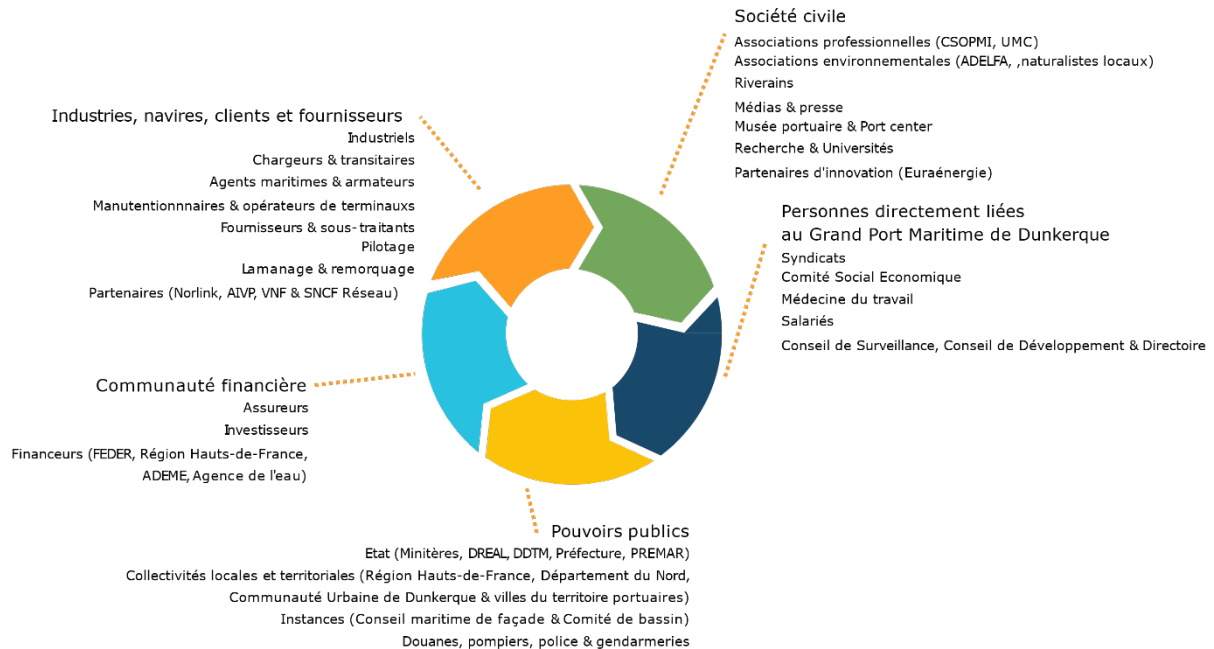 Société civile
Associations professionnelles (CSOPMI, UMC)
Associations environnementales (ADELFA, ,naturalistes locaux)
Riverains
Médias & presse
Musée portuaire & Port center
Recherche & Universités
Partenaires d'innovation (Euraénergie)
Industries, navires, clients et fournisseurs
Industriels
Chargeurs & transitaires
Agents maritimes & armateurs
Manutentionnnaires & opérateurs de terminauxs
Fournisseurs & sous-traitants
Pilotage
Lamanage & remorquage
Partenaires (Norlink, AIVP, VNF & SNCF Réseau)
Personnes directement liées
au Grand Port Maritime de Dunkerque
Syndicats
Comité Social Economique
Médecine du travail
Salariés
Conseil de Surveillance, Conseil de Développement & Directoire
Communauté financière
Assureurs
Investisseurs
Financeurs (FEDER, Région Hauts-de-France,
ADEME, Agence de l'eau)
Pouvoirs publics
Etat (Minitères, DREAL, DDTM, Préfecture, PREMAR)
Collectivités locales et territoriales (Région Hauts-de-France, Département du Nord,
Communauté Urbaine de Dunkerque & villes du territoire portuaires)
Instances (Conseil maritime de façade & Comité de bassin)
Douanes, pompiers, police & gendarmeries